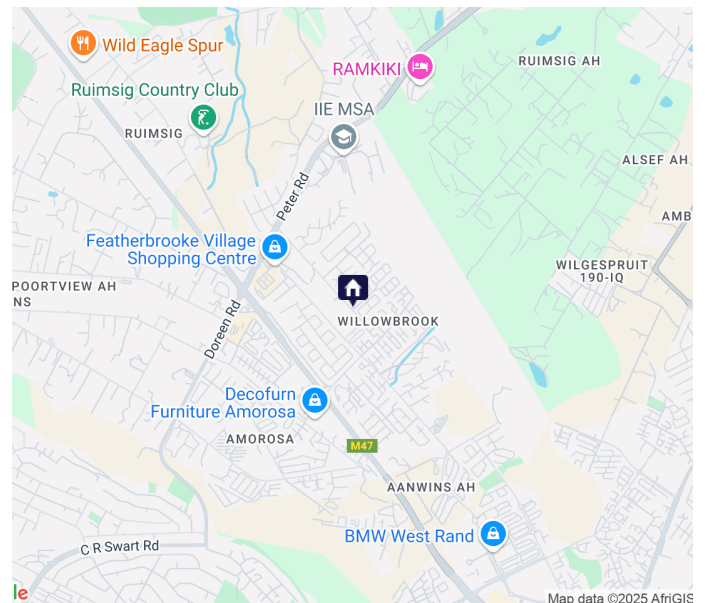 Wild Eagle Spur
RAMKIKI
RUIMSIG AH
Ruimsig Country Club
IIE MSA
RUIMSIG
ALSEF AH
Peter Rd
AMB
Featherbrooke Village
Shopping Centre
WILGESPRUIT
190-IQ
POORTVIEW AH
NS
Doreen Rd
WILLOWBROOK
Decofurn
Furniture Amorosa
AMOROSA
M47
AANWINS AH
BMW West Rand
C R Swart Rd
le
Map data ©2025 AfriGIS